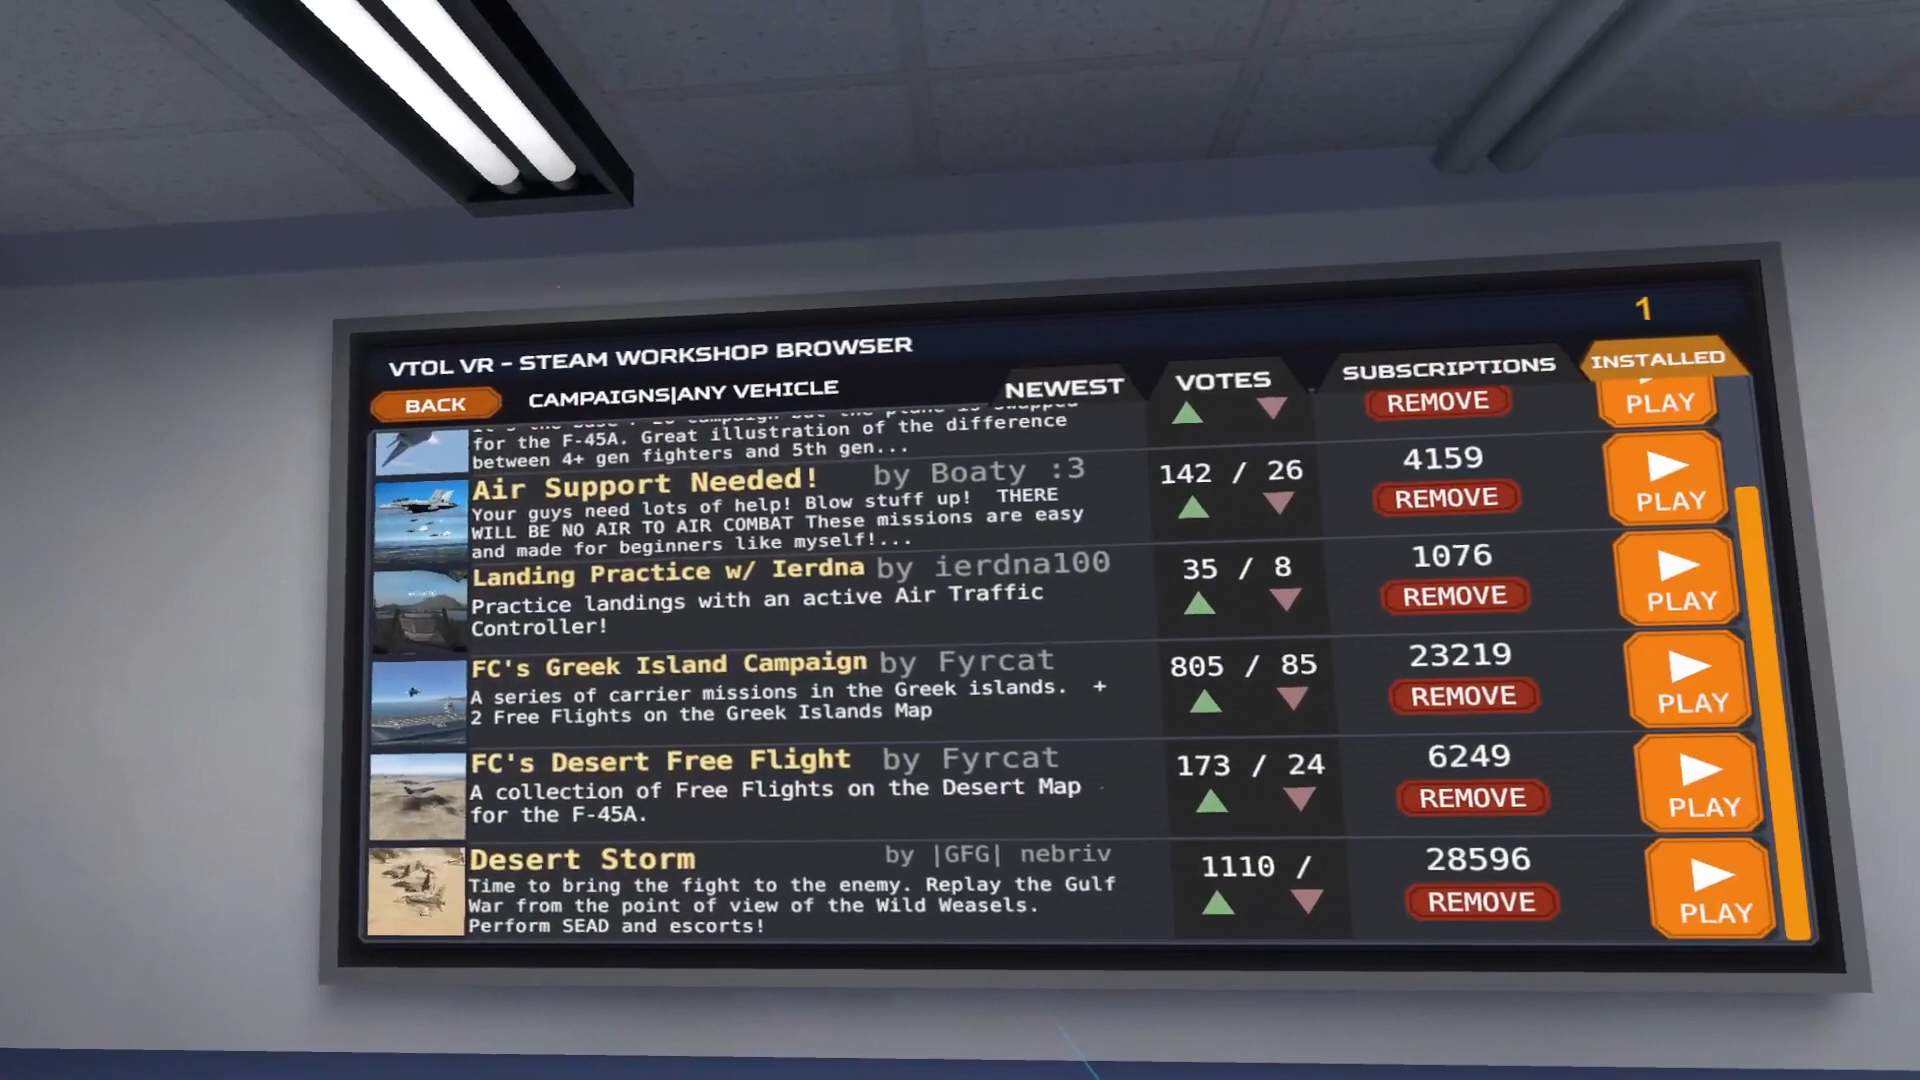 1
VTOL VR - STEAM WORKSHOP BROWSER
BACK
CAMPAIGNS|ANY VEHICLE
NEWEST
VOTES
SUBSCRIPTIONS
INSTALLED
campaign but the plane is swapped
for the F-45A. Great illustration of the difference
between 4+ gen fighters and 5th gen...
REMOVE
PLAY
Air Support Needed! by Boaty :3
Your guys need lots of help! Blow stuff up! THERE
WILL BE NO AIR TO AIR COMBAT These missions are easy
and made for beginners like myself!...
142 / 26
4159
REMOVE
PLAY
Landing Practice w/ Ierdna by ierdna100
Practice landings with an active Air Traffic
Controller!
35 / 8
1076
REMOVE
PLAY
FC's Greek Island Campaign by Fyrcat
A series of carrier missions in the Greek islands. +
2 Free Flights on the Greek Islands Map
805 / 85
23219
REMOVE
PLAY
FC's Desert Free Flight by Fyrcat
A collection of Free Flights on the Desert Map
for the F-45A.
173 / 24
6249
REMOVE
PLAY
Desert Storm by |GFG| nebriv
Time to bring the fight to the enemy. Replay the Gulf
War from the point of view of the Wild Weasels.
Perform SEAD and escorts!
1110 /
28596
REMOVE
PLAY